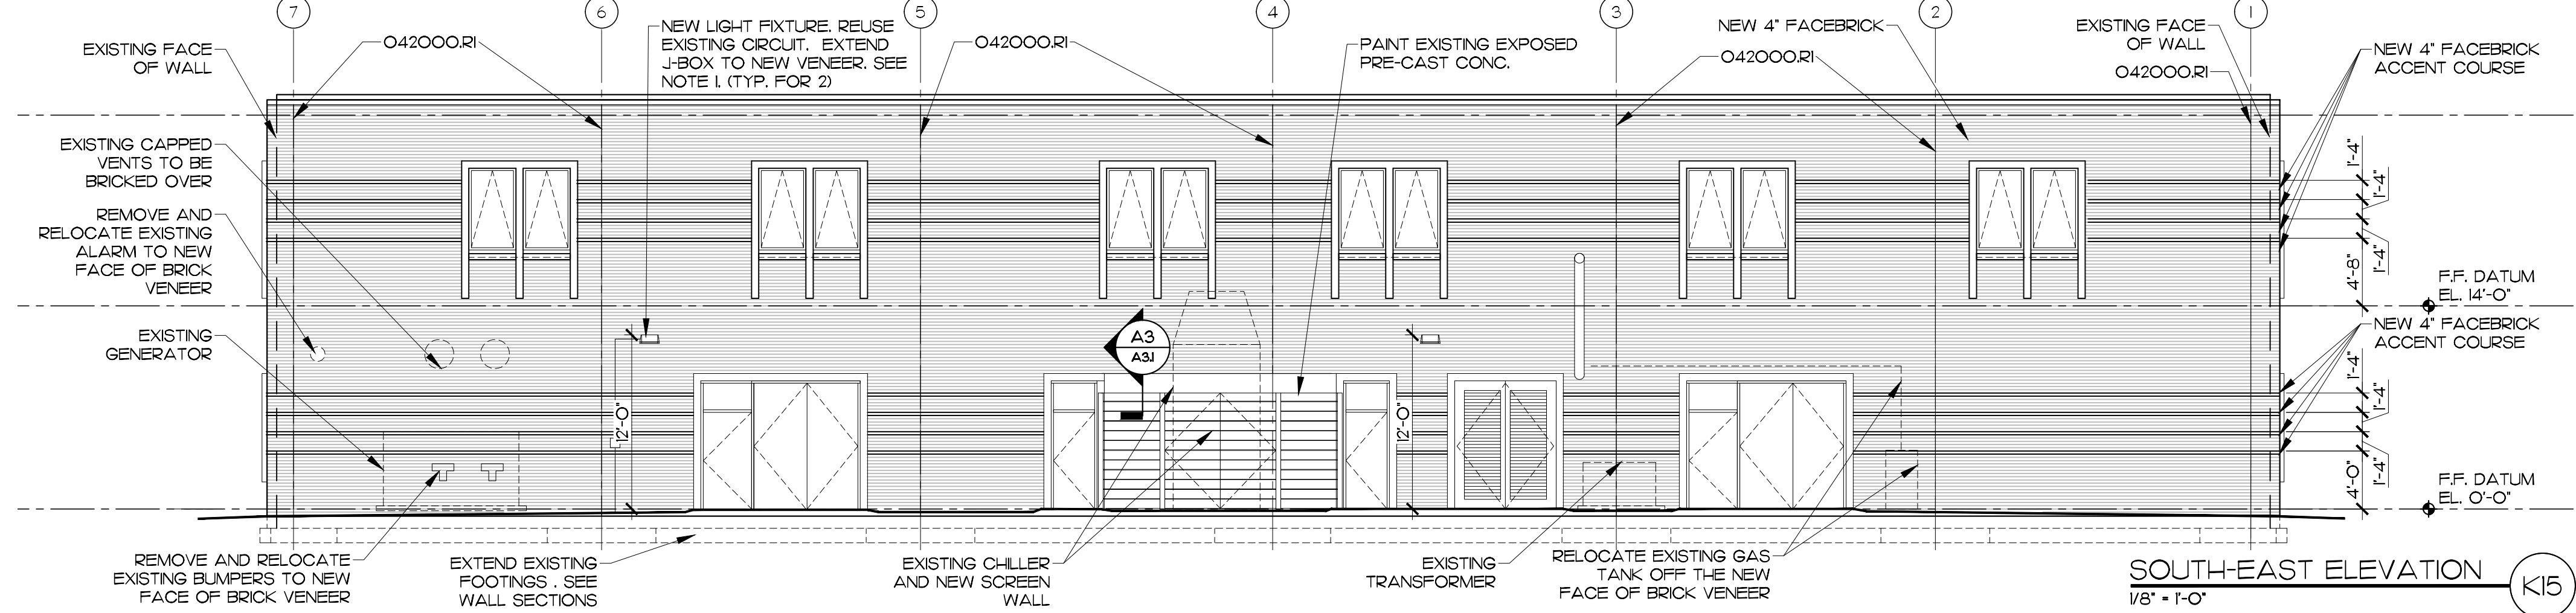 7
6
5
4
3
2
1
EXISTING FACE
OF WALL
042000.R1
NEW LIGHT FIXTURE. REUSE
EXISTING CIRCUIT. EXTEND
J-BOX TO NEW VENEER. SEE
NOTE 1. (TYP. FOR 2)
042000.R1
PAINT EXISTING EXPOSED
PRE-CAST CONC.
NEW 4" FACEBRICK
042000.R1
EXISTING FACE
OF WALL
042000.R1
NEW 4" FACEBRICK
ACCENT COURSE
EXISTING CAPPED
VENTS TO BE
BRICKED OVER
REMOVE AND
RELOCATE EXISTING
ALARM TO NEW
FACE OF BRICK
VENEER
EXISTING
GENERATOR
1'-4"
1'-4"
1'-4"
4'-8"
F.F. DATUM
EL. 14'-0"
NEW 4" FACEBRICK
ACCENT COURSE
A3
A3.1
12'-0"
12'-0"
1'-4"
1'-4"
1'-4"
4'-0"
F.F. DATUM
EL. 0'-0"
REMOVE AND RELOCATE
EXISTING BUMPERS TO NEW
FACE OF BRICK VENEER
EXTEND EXISTING
FOOTINGS . SEE
WALL SECTIONS
EXISTING CHILLER
AND NEW SCREEN
WALL
EXISTING
TRANSFORMER
RELOCATE EXISTING GAS
TANK OFF THE NEW
FACE OF BRICK VENEER
SOUTH-EAST ELEVATION
1/8" = 1'-0"
K15